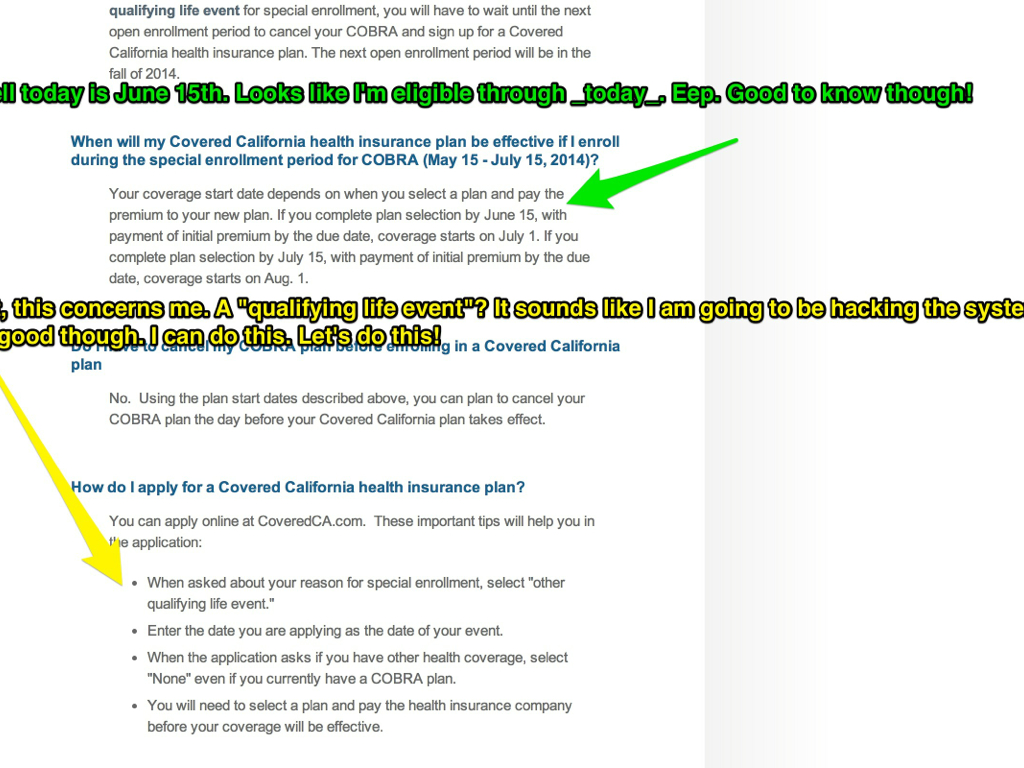 qualifying life event for special enrollment, you will have to wait until the next
open enrollment period to cancel your COBRA and sign up for a Covered
California health insurance plan. The next open enrollment period will be in the
fall of 2014.
today is June 15th. Looks like I'm eligible through _today_. Eep. Good to know though!
When will my Covered California health insurance plan be effective if I enroll
during the special enrollment period for COBRA (May 15 - July 15, 2014)?
Your coverage start date depends on when you select a plan and pay the
premium to your new plan. If you complete plan selection by June 15, with
payment of initial premium by the due date, coverage starts on July 1. If you
complete plan selection by July 15, with payment of initial premium by the due
date, coverage starts on Aug. 1.
this concerns me. A "qualifying life event"? It sounds like I am going to be hacking the syste
good though. I can do this. Let's do this!
Do I have to cancel my COBRA plan before enrolling in a Covered California
plan
No. Using the plan start dates described above, you can plan to cancel your
COBRA plan the day before your Covered California plan takes effect.
How do I apply for a Covered California health insurance plan?
You can apply online at CoveredCA.com. These important tips will help you in
the application:
• When asked about your reason for special enrollment, select "other
qualifying life event."
• Enter the date you are applying as the date of your event.
• When the application asks if you have other health coverage, select
"None" even if you currently have a COBRA plan.
• You will need to select a plan and pay the health insurance company
before your coverage will be effective.